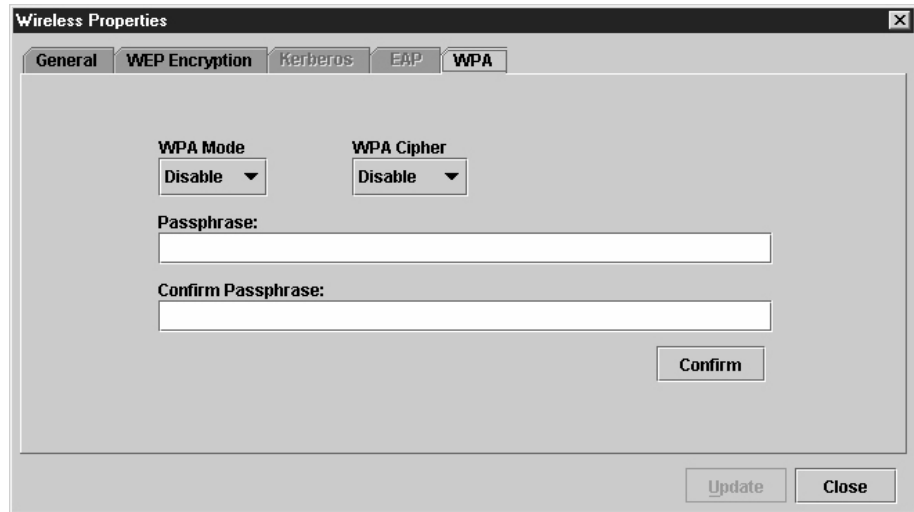 Wireless Properties
General WEP Encryption Kerberos EAP WPA
WPA Mode WPA Cipher
Disable Disable
Passphrase:
Confirm Passphrase:
Confirm
Update Close